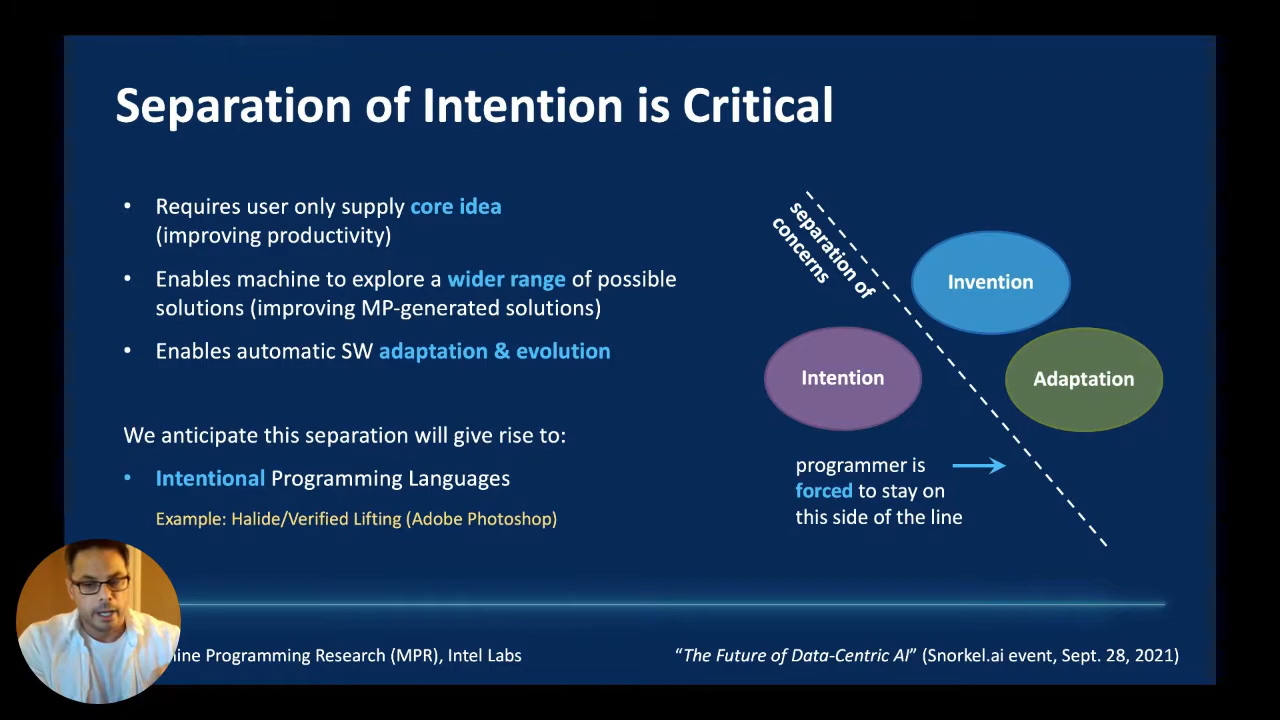 Separation of Intention is Critical
• Requires user only supply core idea
(improving productivity)
• Enables machine to explore a wider range of possible
solutions (improving MP-generated solutions)
• Enables automatic SW adaptation & evolution
We anticipate this separation will give rise to:
• Intentional Programming Languages
Example: Halide/Verified Lifting (Adobe Photoshop)
separation of
concerns
Invention
Intention
Adaptation
programmer is
forced to stay on
this side of the line
Programming Research (MPR), Intel Labs
“The Future of Data-Centric AI” (Snorkel.ai event, Sept. 28, 2021)